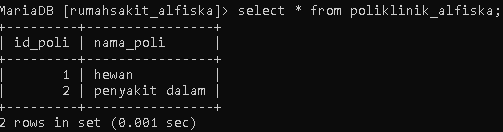 MariaDB [rumahsakit_alfiska]> select * from poliklinik_alfiska;
+---------+----------------+
| id_poli | nama_poli      |
+---------+----------------+
|       1 | hewan          |
|       2 | penyakit dalam |
+---------+----------------+
2 rows in set (0.001 sec)